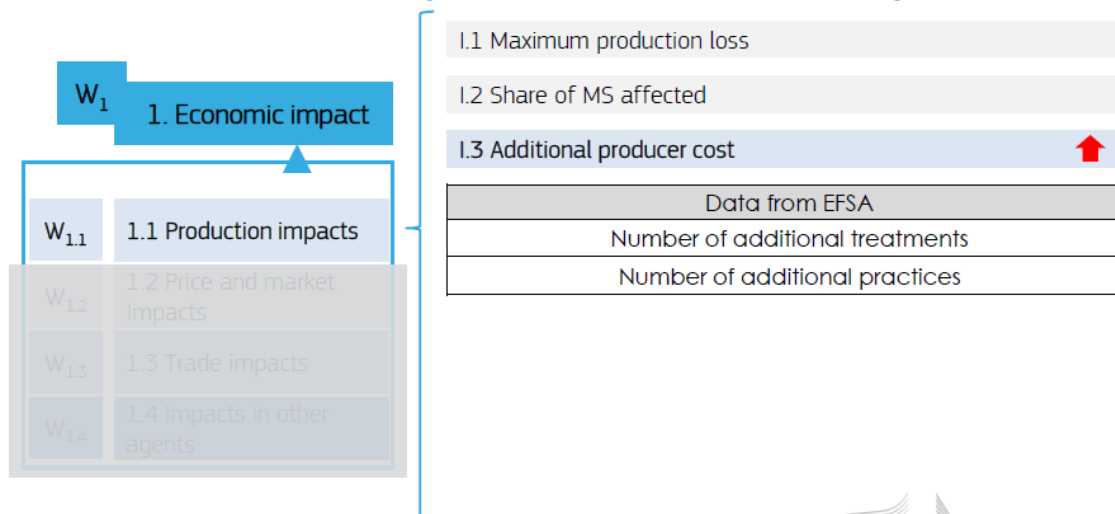 W1
1. Economic impact
W1.1
1.1 Production impacts
W1.2
1.2 Price and market
Impacts
W1.3
1.3 Trade impacts
W1.4
1.4 Impacts in other
agents
I.1 Maximum production loss
I.2 Share of MS affected
I.3 Additional producer cost
Data from EFSA
Number of additional treatments
Number of additional practices